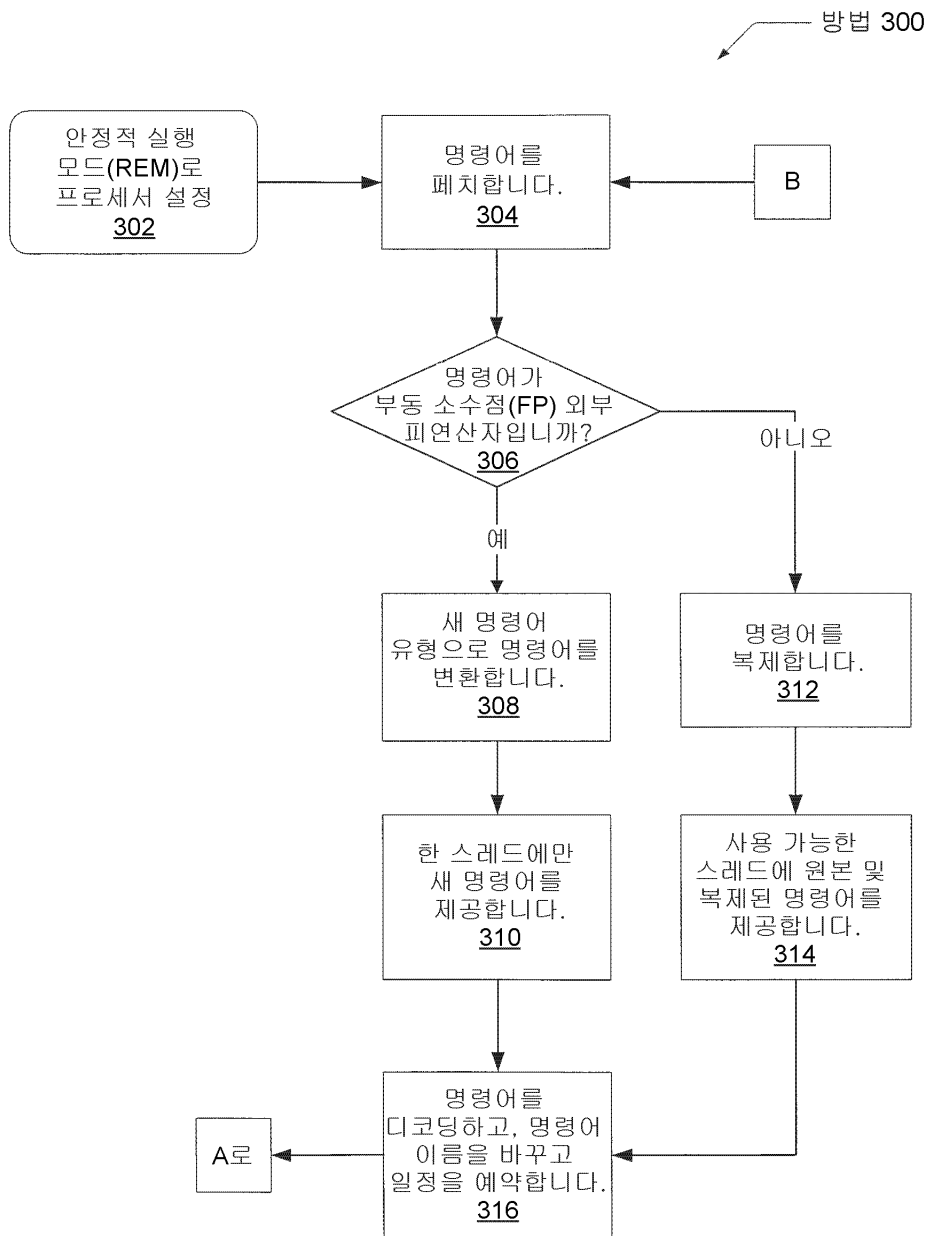 방법 300
안정적 실행
모드(REM)로
프로세서 설정
302
명령어를
페치합니다.
304
B
명령어가
부동 소수점(FP) 외부
피연산자입니까?
306
아니오
예
새 명령어
유형으로 명령어를
변환합니다.
308
명령어를
복제합니다.
312
한 스레드에만
새 명령어를
제공합니다.
310
사용 가능한
스레드에 원본 및
복제된 명령어를
제공합니다.
314
명령어를
디코딩하고, 명령어
이름을 바꾸고
일정을 예약합니다.
316
A로